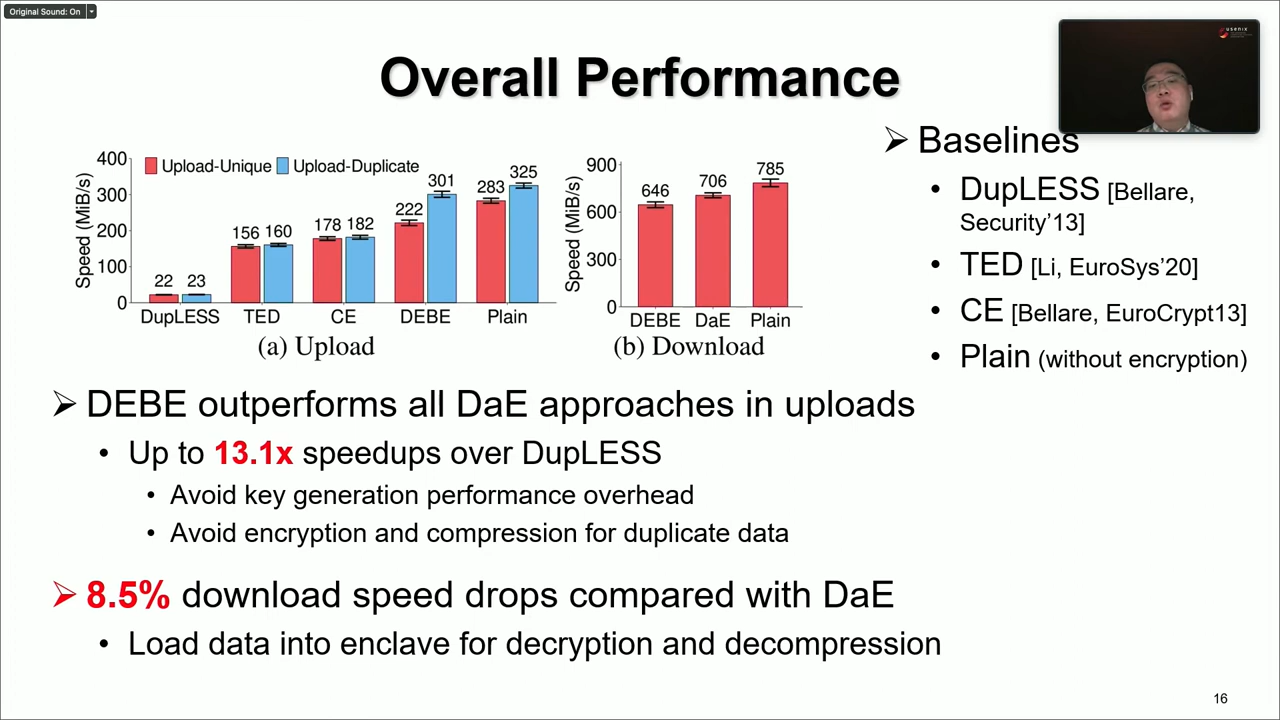 Original Sound: On
usenix
Overall Performance
400
300
200
100
0
Speed (MiB/s)
Upload-Unique
Upload-Duplicate
22
23
156
160
178
182
222
301
283
325
DupLESS
TED
CE
DEBE
Plain
(a) Upload
900
600
300
0
Speed (MiB/s)
646
706
785
DEBE
DaE
Plain
(b) Download
➢ Baselines
• DupLESS [Bellare,
Security’13]
• TED [Li, EuroSys’20]
• CE [Bellare, EuroCrypt13]
• Plain (without encryption)
➢ DEBE outperforms all DaE approaches in uploads
• Up to 13.1x speedups over DupLESS
• Avoid key generation performance overhead
• Avoid encryption and compression for duplicate data
➢ 8.5% download speed drops compared with DaE
• Load data into enclave for decryption and decompression
16